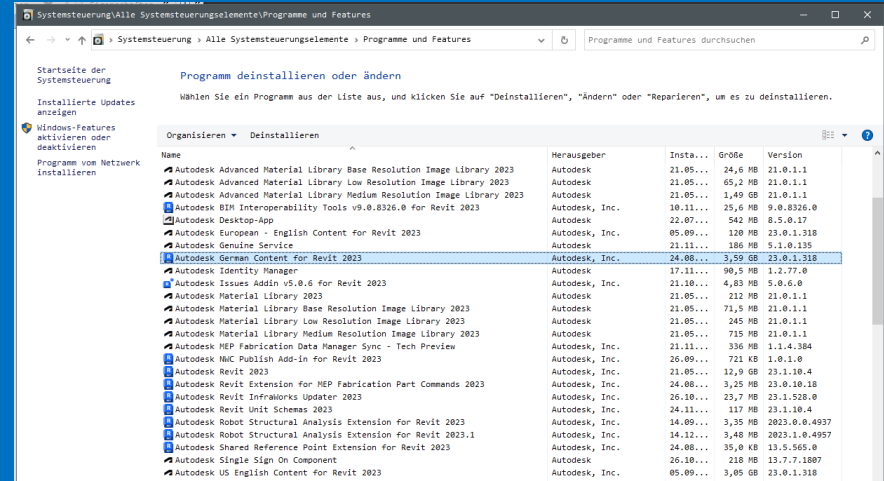 Systemsteuerung\Alle Systemsteuerungselemente\Programme und Features
Systemsteuerung > Alle Systemsteuerungselemente > Programme und Features
Programme und Features durchsuchen
Startseite der
Systemsteuerung
Installierte Updates
anzeigen
Windows-Features
aktivieren oder
deaktivieren
Programm vom Netzwerk
installieren
Programm deinstallieren oder ändern
Wählen Sie ein Programm aus der Liste aus, und klicken Sie auf "Deinstallieren", "Ändern" oder "Reparieren", um es zu deinstallieren.
Organisieren Deinstallieren
Name Herausgeber Insta... Größe Version
Autodesk Advanced Material Library Base Resolution Image Library 2023 Autodesk 21.05... 24,6 MB 21.0.1.1
Autodesk Advanced Material Library Low Resolution Image Library 2023 Autodesk 21.05... 65,2 MB 21.0.1.1
Autodesk Advanced Material Library Medium Resolution Image Library 2023 Autodesk 21.05... 1,49 GB 21.0.1.1
Autodesk BIM Interoperability Tools v9.0.8326.0 for Revit 2023 Autodesk, Inc. 10.11... 25,6 MB 9.0.8326.0
Autodesk Desktop-App Autodesk 22.07... 542 MB 8.5.0.17
Autodesk European - English Content for Revit 2023 Autodesk, Inc. 05.09... 120 MB 23.0.1.318
Autodesk Genuine Service Autodesk 21.11... 186 MB 5.1.0.135
Autodesk German Content for Revit 2023 Autodesk, Inc. 24.08... 3,59 GB 23.0.1.318
Autodesk Identity Manager Autodesk 17.11... 90,5 MB 1.2.77.0
Autodesk Issues Addin v5.0.6 for Revit 2023 Autodesk, Inc. 21.10... 4,83 MB 5.0.6.0
Autodesk Material Library 2023 Autodesk 21.05... 212 MB 21.0.1.1
Autodesk Material Library Base Resolution Image Library 2023 Autodesk 21.05... 71,5 MB 21.0.1.1
Autodesk Material Library Low Resolution Image Library 2023 Autodesk 21.05... 245 MB 21.0.1.1
Autodesk Material Library Medium Resolution Image Library 2023 Autodesk 21.05... 715 MB 21.0.1.1
Autodesk MEP Fabrication Data Manager Sync - Tech Preview Autodesk, Inc. 21.11... 336 MB 1.1.4.384
Autodesk NWC Publish Add-in for Revit 2023 Autodesk, Inc. 26.09... 721 KB 1.0.1.0
Autodesk Revit 2023 Autodesk, Inc. 21.05... 12,9 GB 23.1.10.4
Autodesk Revit Extension for MEP Fabrication Part Commands 2023 Autodesk, Inc. 24.08... 3,25 MB 23.0.10.18
Autodesk Revit InfraWorks Updater 2023 Autodesk, Inc. 26.10... 23,7 MB 23.1.528.0
Autodesk Revit Unit Schemas 2023 Autodesk, Inc. 24.11... 117 MB 23.1.10.4
Autodesk Robot Structural Analysis Extension for Revit 2023 Autodesk, Inc. 14.09... 3,35 MB 2023.0.0.4937
Autodesk Robot Structural Analysis Extension for Revit 2023.1 Autodesk, Inc. 14.12... 3,48 MB 2023.1.0.4957
Autodesk Shared Reference Point Extension for Revit 2023 Autodesk, Inc. 24.08... 35,0 KB 13.5.565.0
Autodesk Single Sign On Component Autodesk 26.10... 218 MB 13.7.7.1807
Autodesk US English Content for Revit 2023 Autodesk, Inc. 05.09... 3,05 GB 23.0.1.318